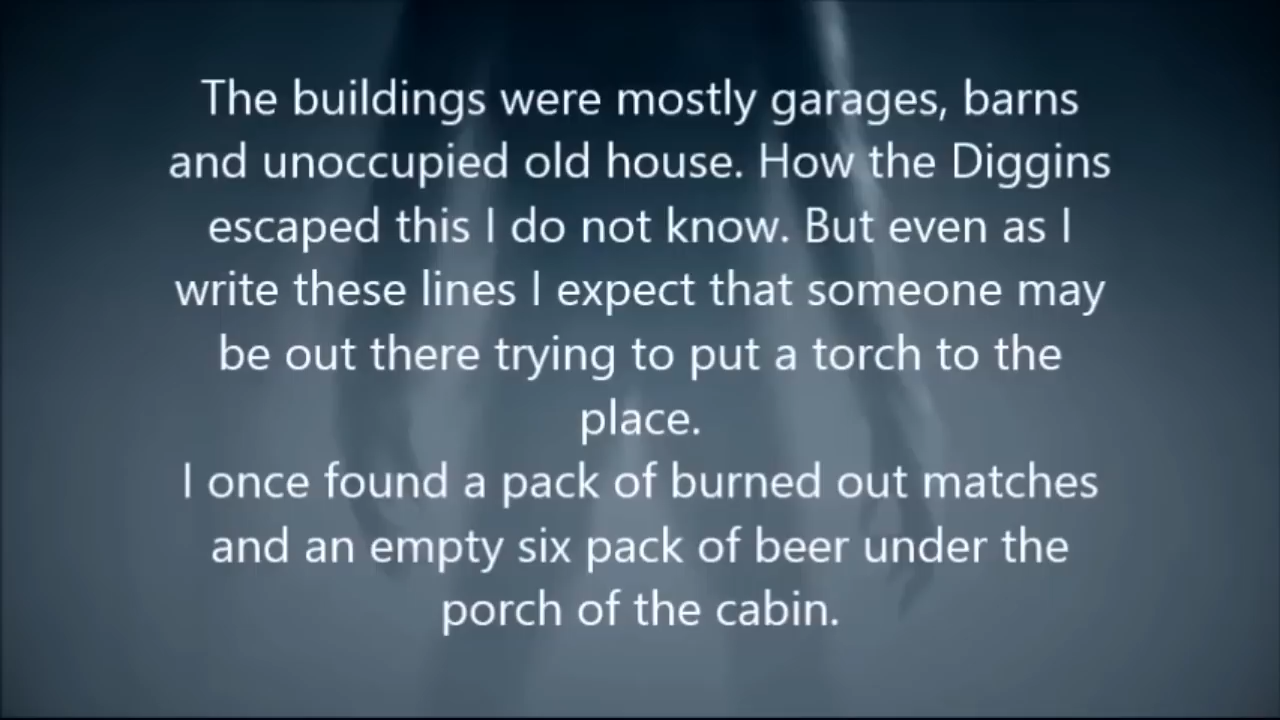 The buildings were mostly garages, barns
and unoccupied old house. How the Diggins
escaped this I do not know. But even as I
write these lines I expect that someone may
be out there trying to put a torch to the
place.
I once found a pack of burned out matches
and an empty six pack of beer under the
porch of the cabin.